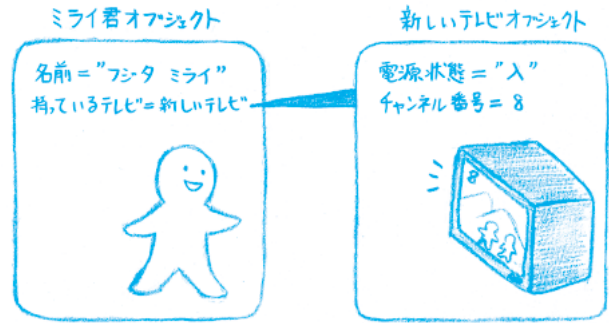 ミライ君オブジェクト
名前="フジタ ミライ"
持っているテレビ=新しいテレビ
新しいテレビオブジェクト
電源状態="入"
チャンネル番号=8
8